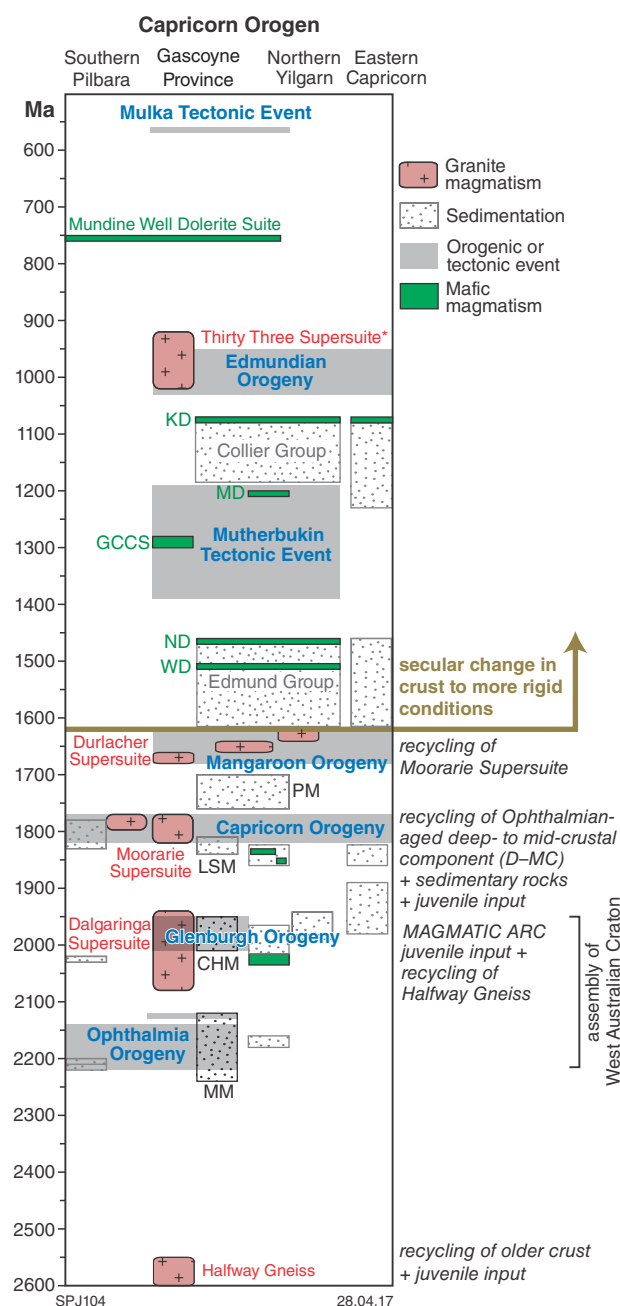 Capricorn Orogen
Southern Pilbara
Gascoyne Province
Northern Yilgarn
Eastern Capricorn
Ma
600
700
800
900
1000
1100
1200
1300
1400
1500
1600
1700
1800
1900
2000
2100
2200
2300
2400
2500
2600
Mulka Tectonic Event
Mundine Well Dolerite Suite
Thirty Three Supersuite*
Edmundian
Orogeny
KD
Collier Group
MD
Mutherbukin
Tectonic Event
GCCS
ND
WD
Edmund Group
Durlacher
Supersuite
Mangaroon Orogeny
PM
Capricorn Orogeny
Moorarie
Supersuite
LSM
Dalgaringa
Supersuite
Glenburgh Orogeny
CHM
Ophthalmia
Orogeny
MM
Halfway Gneiss
Granite
magmatism
Sedimentation
Orogenic or
tectonic event
Mafic
magmatism
secular change in
crust to more rigid
conditions
recycling of
Moorarie Supersuite
recycling of Ophthalmian-
aged deep- to mid-crustal
component (D–MC)
+ sedimentary rocks
+ juvenile input
MAGMATIC ARC
juvenile input +
recycling of
Halfway Gneiss
assembly of
West Australian Craton
recycling of older crust
+ juvenile input
SPJ104
28.04.17